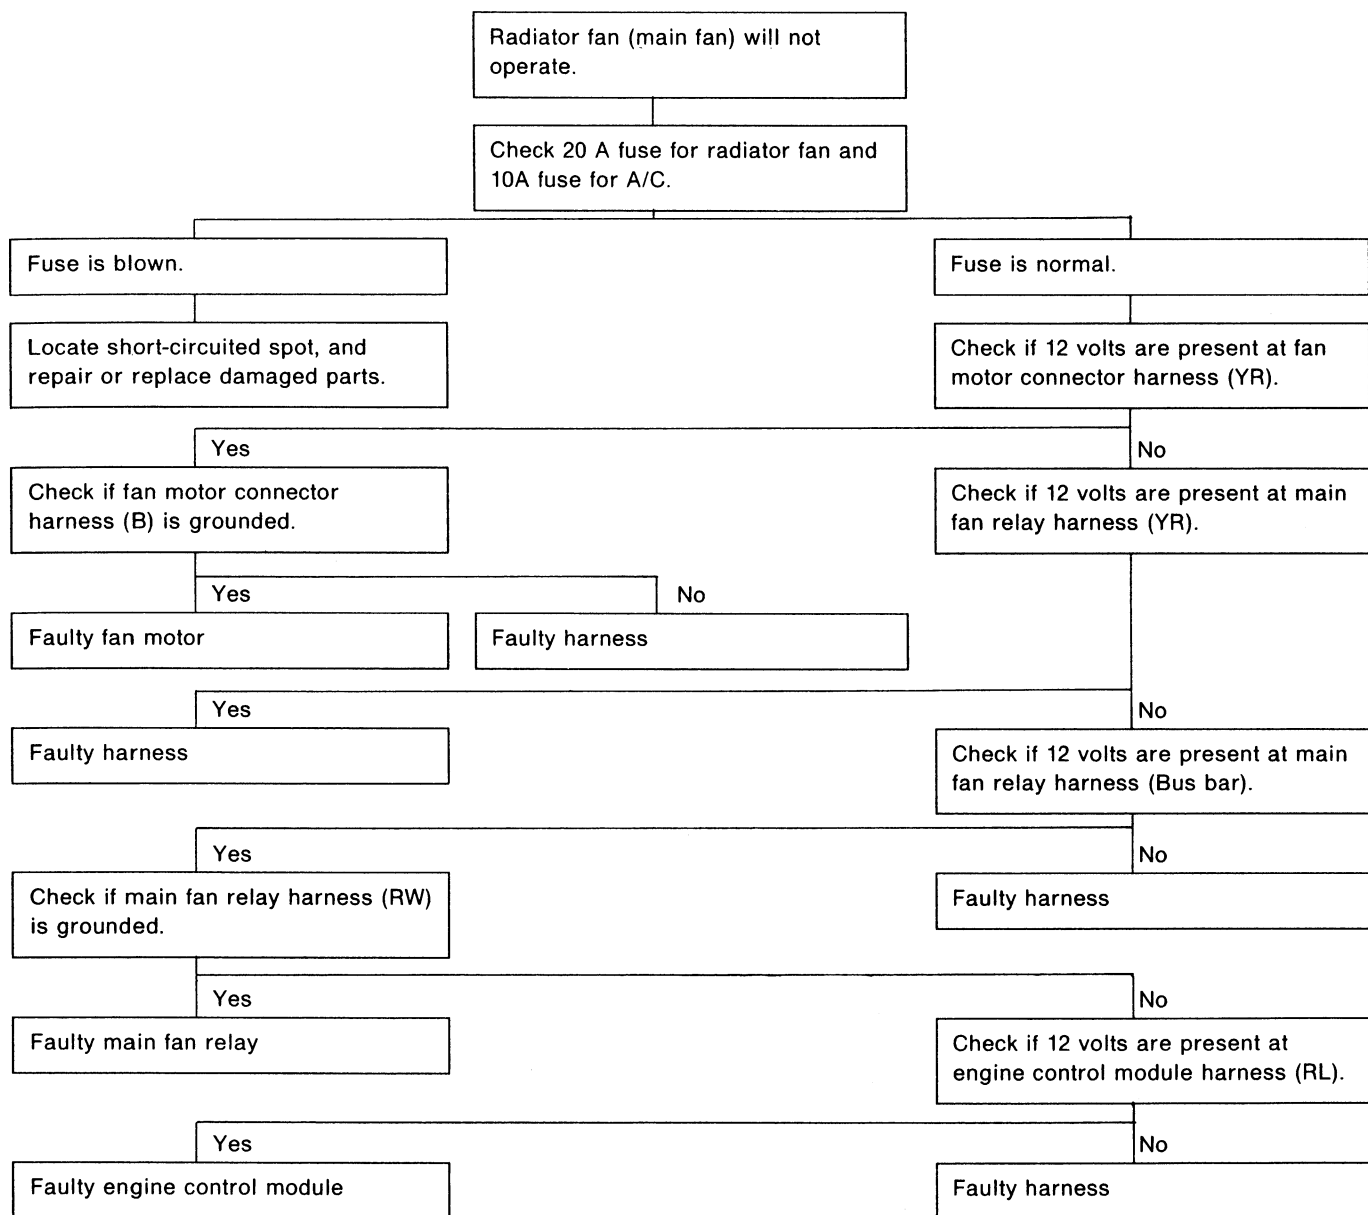 Radiator fan (main fan) will not
operate.
Check 20 A fuse for radiator fan and
10A fuse for A/C.
Fuse is blown.
Fuse is normal.
Locate short-circuited spot, and
repair or replace damaged parts.
Check if 12 volts are present at fan
motor connector harness (YR).
Yes
No
Check if fan motor connector
harness (B) is grounded.
Check if 12 volts are present at main
fan relay harness (YR).
Yes
No
Faulty fan motor
Faulty harness
Yes
No
Faulty harness
Check if 12 volts are present at main
fan relay harness (Bus bar).
Yes
No
Check if main fan relay harness (RW)
is grounded.
Faulty harness
Yes
No
Faulty main fan relay
Check if 12 volts are present at
engine control module harness (RL).
Yes
No
Faulty engine control module
Faulty harness